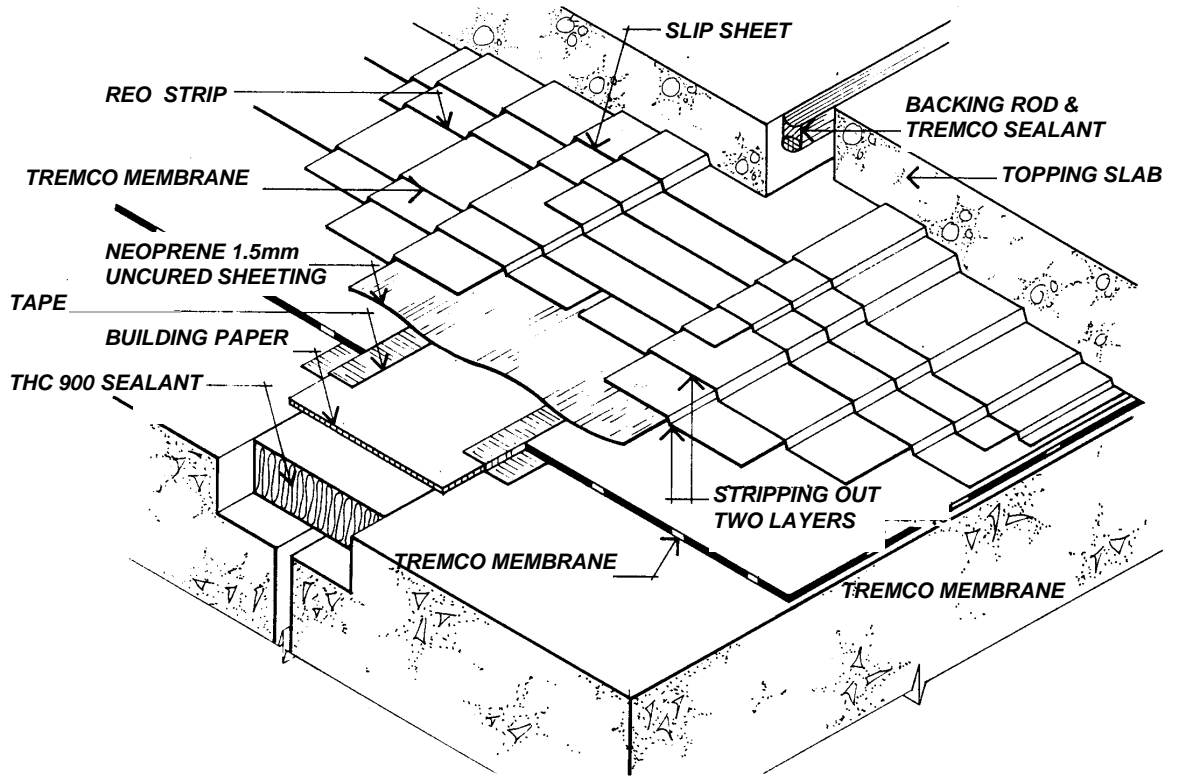 SLIP SHEET
REO STRIP
BACKING ROD &
TREMCO SEALANT
TREMCO MEMBRANE
TOPPING SLAB
NEOPRENE 1.5mm
UNCURED SHEETING
TAPE
BUILDING PAPER
THC 900 SEALANT
STRIPPING OUT
TWO LAYERS
TREMCO MEMBRANE
TREMCO MEMBRANE